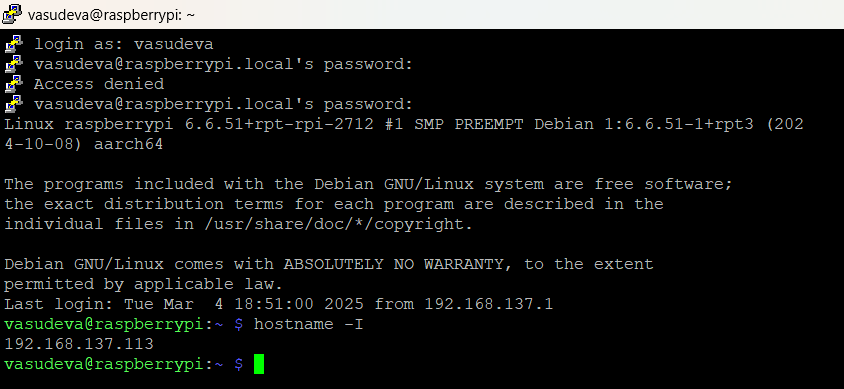 vasudeva@raspberrypi: ~
login as: vasudeva
vasudeva@raspberrypi.local's password:
Access denied
vasudeva@raspberrypi.local's password:
Linux raspberrypi 6.6.51+rpt-rpi-2712 #1 SMP PREEMPT Debian 1:6.6.51-1+rpt3 (202
4-10-08) aarch64
The programs included with the Debian GNU/Linux system are free software;
the exact distribution terms for each program are described in the
individual files in /usr/share/doc/*/copyright.
Debian GNU/Linux comes with ABSOLUTELY NO WARRANTY, to the extent
permitted by applicable law.
Last login: Tue Mar  4 18:51:00 2025 from 192.168.137.1
vasudeva@raspberrypi:~ $ hostname -I
192.168.137.113
vasudeva@raspberrypi:~ $